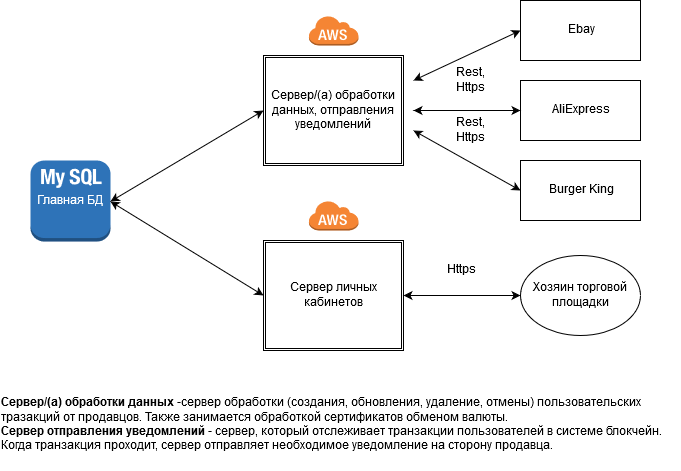 AWS
Ebay
Сервер/(а) обработки
данных, отправления
уведомлений
Rest,
Https
AliExpress
Rest,
Https
My SQL
Главная БД
Burger King
AWS
Сервер личных
кабинетов
Https
Хозяин торговой
площадки
Сервер/(а) обработки данных -сервер обработки (создания, обновления, удаление, отмены) пользовательских
тразакций от продавцов. Также занимается обработкой сертификатов обменом валюты.
Сервер отправления уведомлений - сервер, который отслеживает транзакции пользователей в системе блокчейн.
Когда транзакция проходит, сервер отправляет необходимое уведомление на сторону продавца.